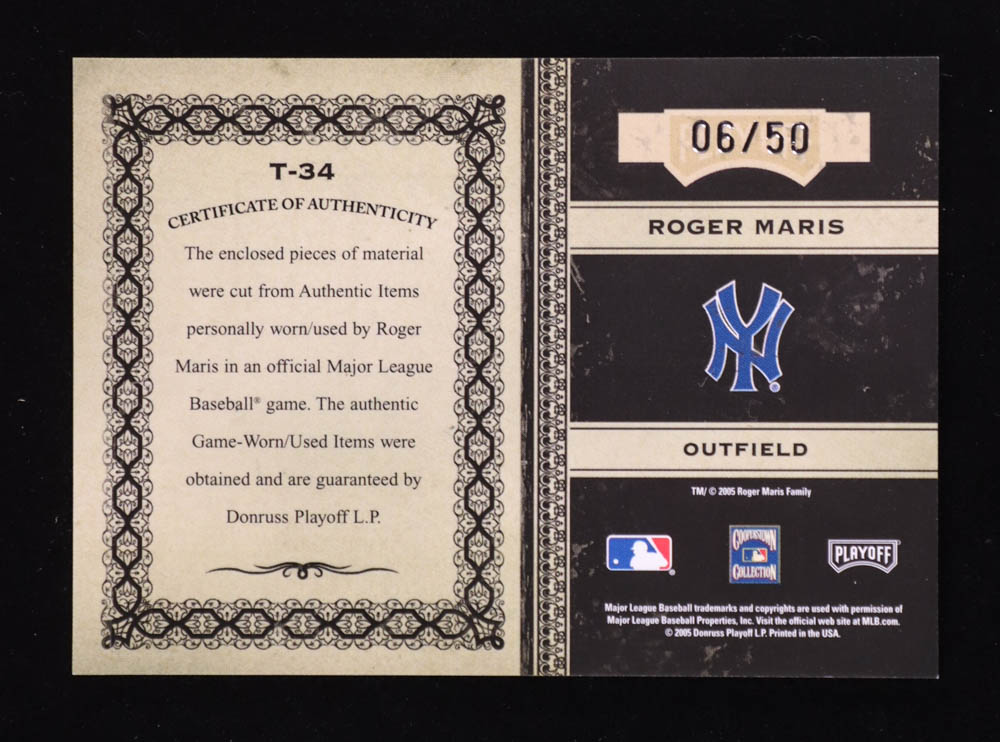 T-34
CERTIFICATE OF AUTHENTICITY
The enclosed pieces of material
were cut from Authentic Items
personally worn/used by Roger
Maris in an official Major League
Baseball® game. The authentic
Game-Worn/Used Items were
obtained and are guaranteed by
Donruss Playoff L.P.
06/50
ROGER MARIS
NY
OUTFIELD
TM/ © 2005 Roger Maris Family
COOPERSTOWN
COLLECTION
PLAYOFF
Major League Baseball trademarks and copyrights are used with permission of
Major League Baseball Properties, Inc. Visit the official web site at MLB.com.
© 2005 Donruss Playoff L.P. Printed in the USA.